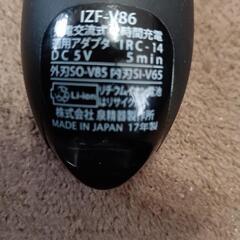 IZF-V86
電交流式 時間充電
用アダプタ IRC-14
DC 5V 5min
外刃SO-V85 内刃SI-V65
Li-ion
リチウムイオン電池
はリサイクル
株式会社 泉精器製作所
MADE IN JAPAN 17年製